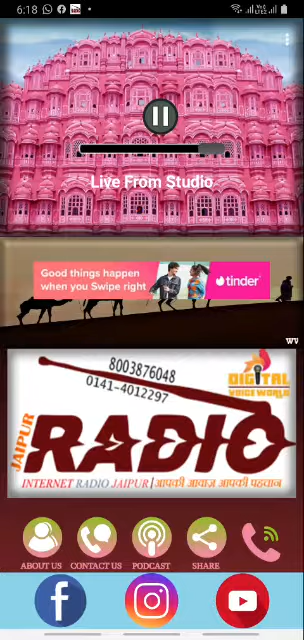 6:18
Live From Studio
Good things happen
when you Swipe right
tinder
8003876048
0141-4012297
DIGITAL
VOICE WORLD
JAIPUR
RADIO
INTERNET RADIO JAIPUR | आपकी आवाज़ आपकी पहचान
ABOUT US CONTACT US PODCAST SHARE